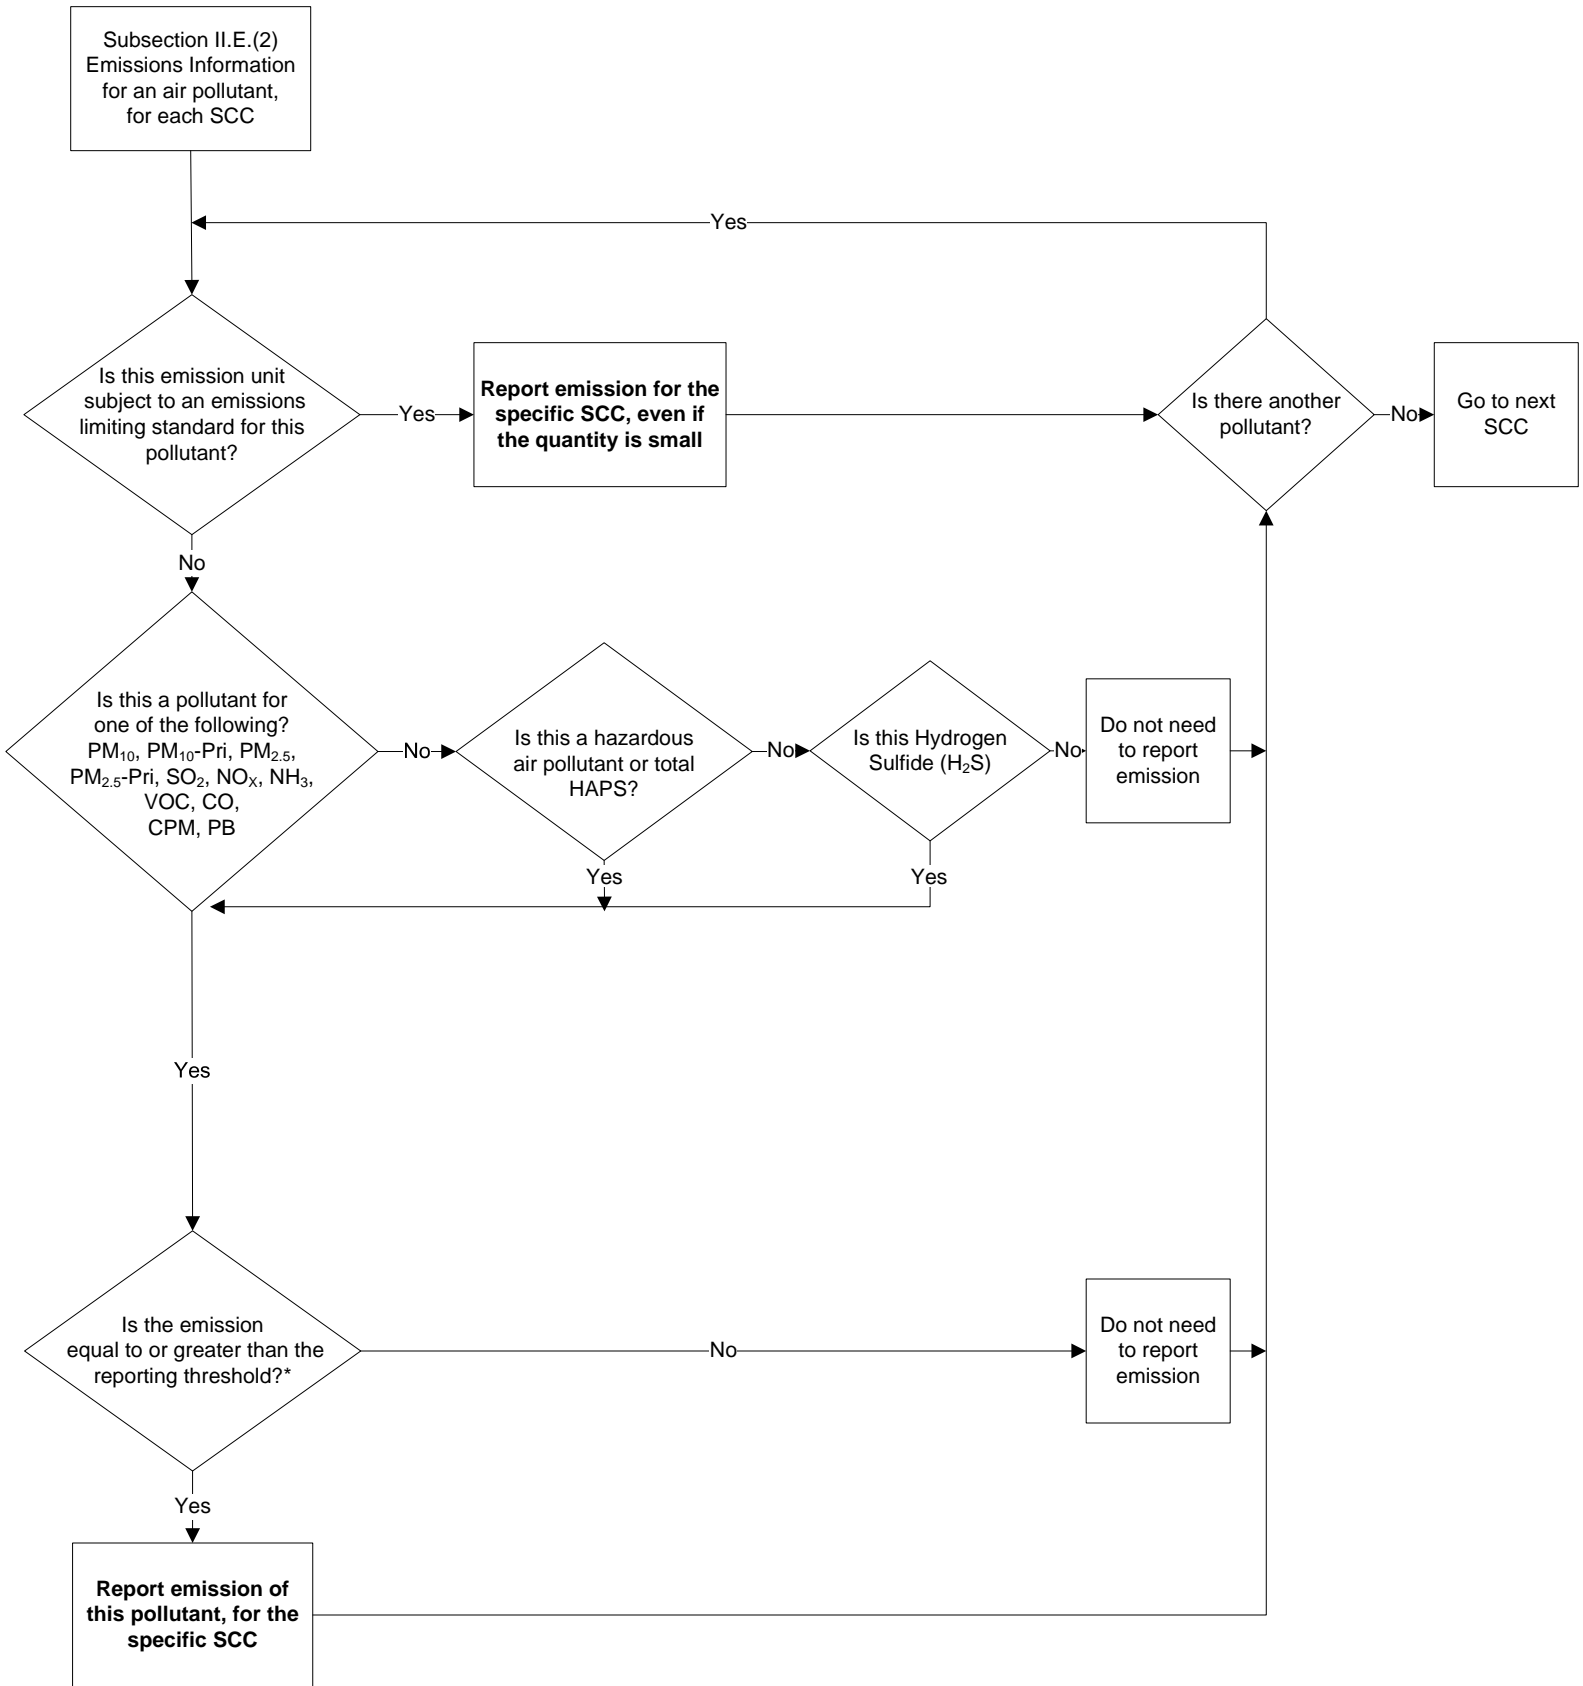 Subsection II.E.(2)
Emissions Information
for an air pollutant,
for each SCC
Yes
Is this emission unit
subject to an emissions
limiting standard for this
pollutant?
Yes
Report emission for the
specific SCC, even if
the quantity is small
Is there another
pollutant?
No
Go to next
SCC
No
Is this a pollutant for
one of the following?
PM₁₀, PM₁₀-Pri, PM₂.₅,
PM₂.₅-Pri, SO₂, NOₓ, NH₃,
VOC, CO,
CPM, PB
No
Is this a hazardous
air pollutant or total
HAPS?
No
Is this Hydrogen
Sulfide (H₂S)
No
Do not need
to report
emission
Yes
Yes
Yes
Is the emission
equal to or greater than the
reporting threshold?*
No
Do not need
to report
emission
Yes
Report emission of
this pollutant, for the
specific SCC